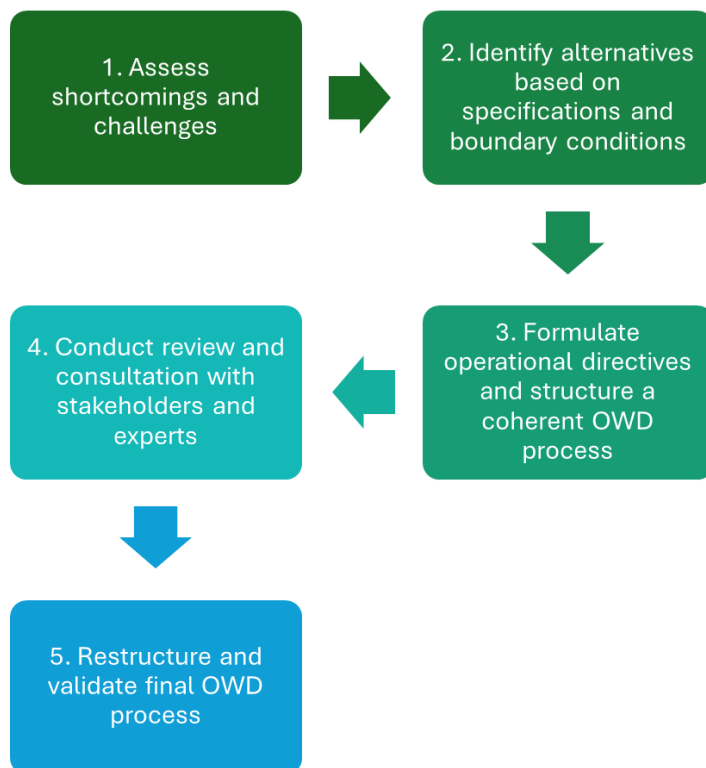 1. Assess
shortcomings and
challenges
2. Identify alternatives
based on
specifications and
boundary conditions
3. Formulate
operational directives
and structure a
coherent OWD
process
4. Conduct review and
consultation with
stakeholders and
experts
5. Restructure and
validate final OWD
process